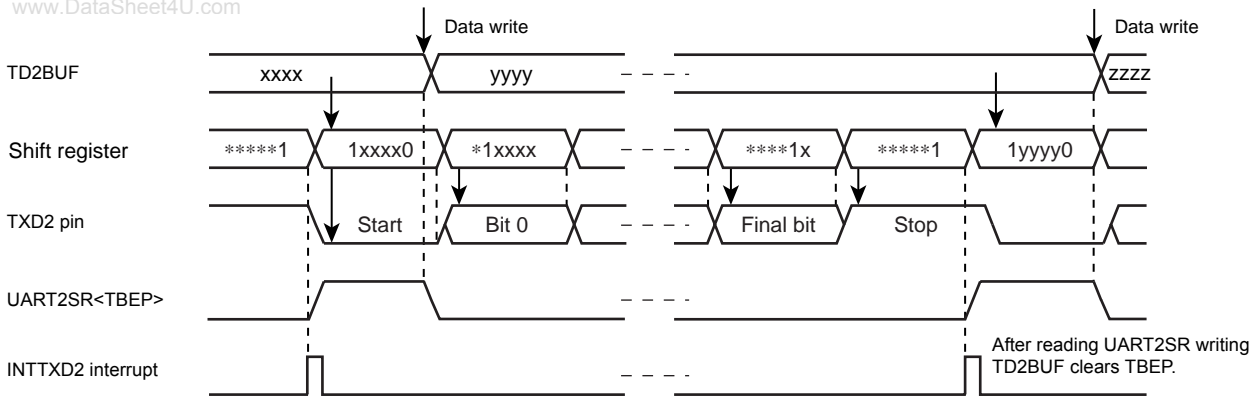 www.DataSheet4U.com
Data write
Data write
TD2BUF
xxxx
yyyy
zzzz
Shift register
*****1
1xxxx0
*1xxxx
****1x
*****1
1yyyy0
TXD2 pin
Start
Bit 0
Final bit
Stop
UART2SR<TBEP>
INTTXD2 interrupt
After reading UART2SR writing
TD2BUF clears TBEP.